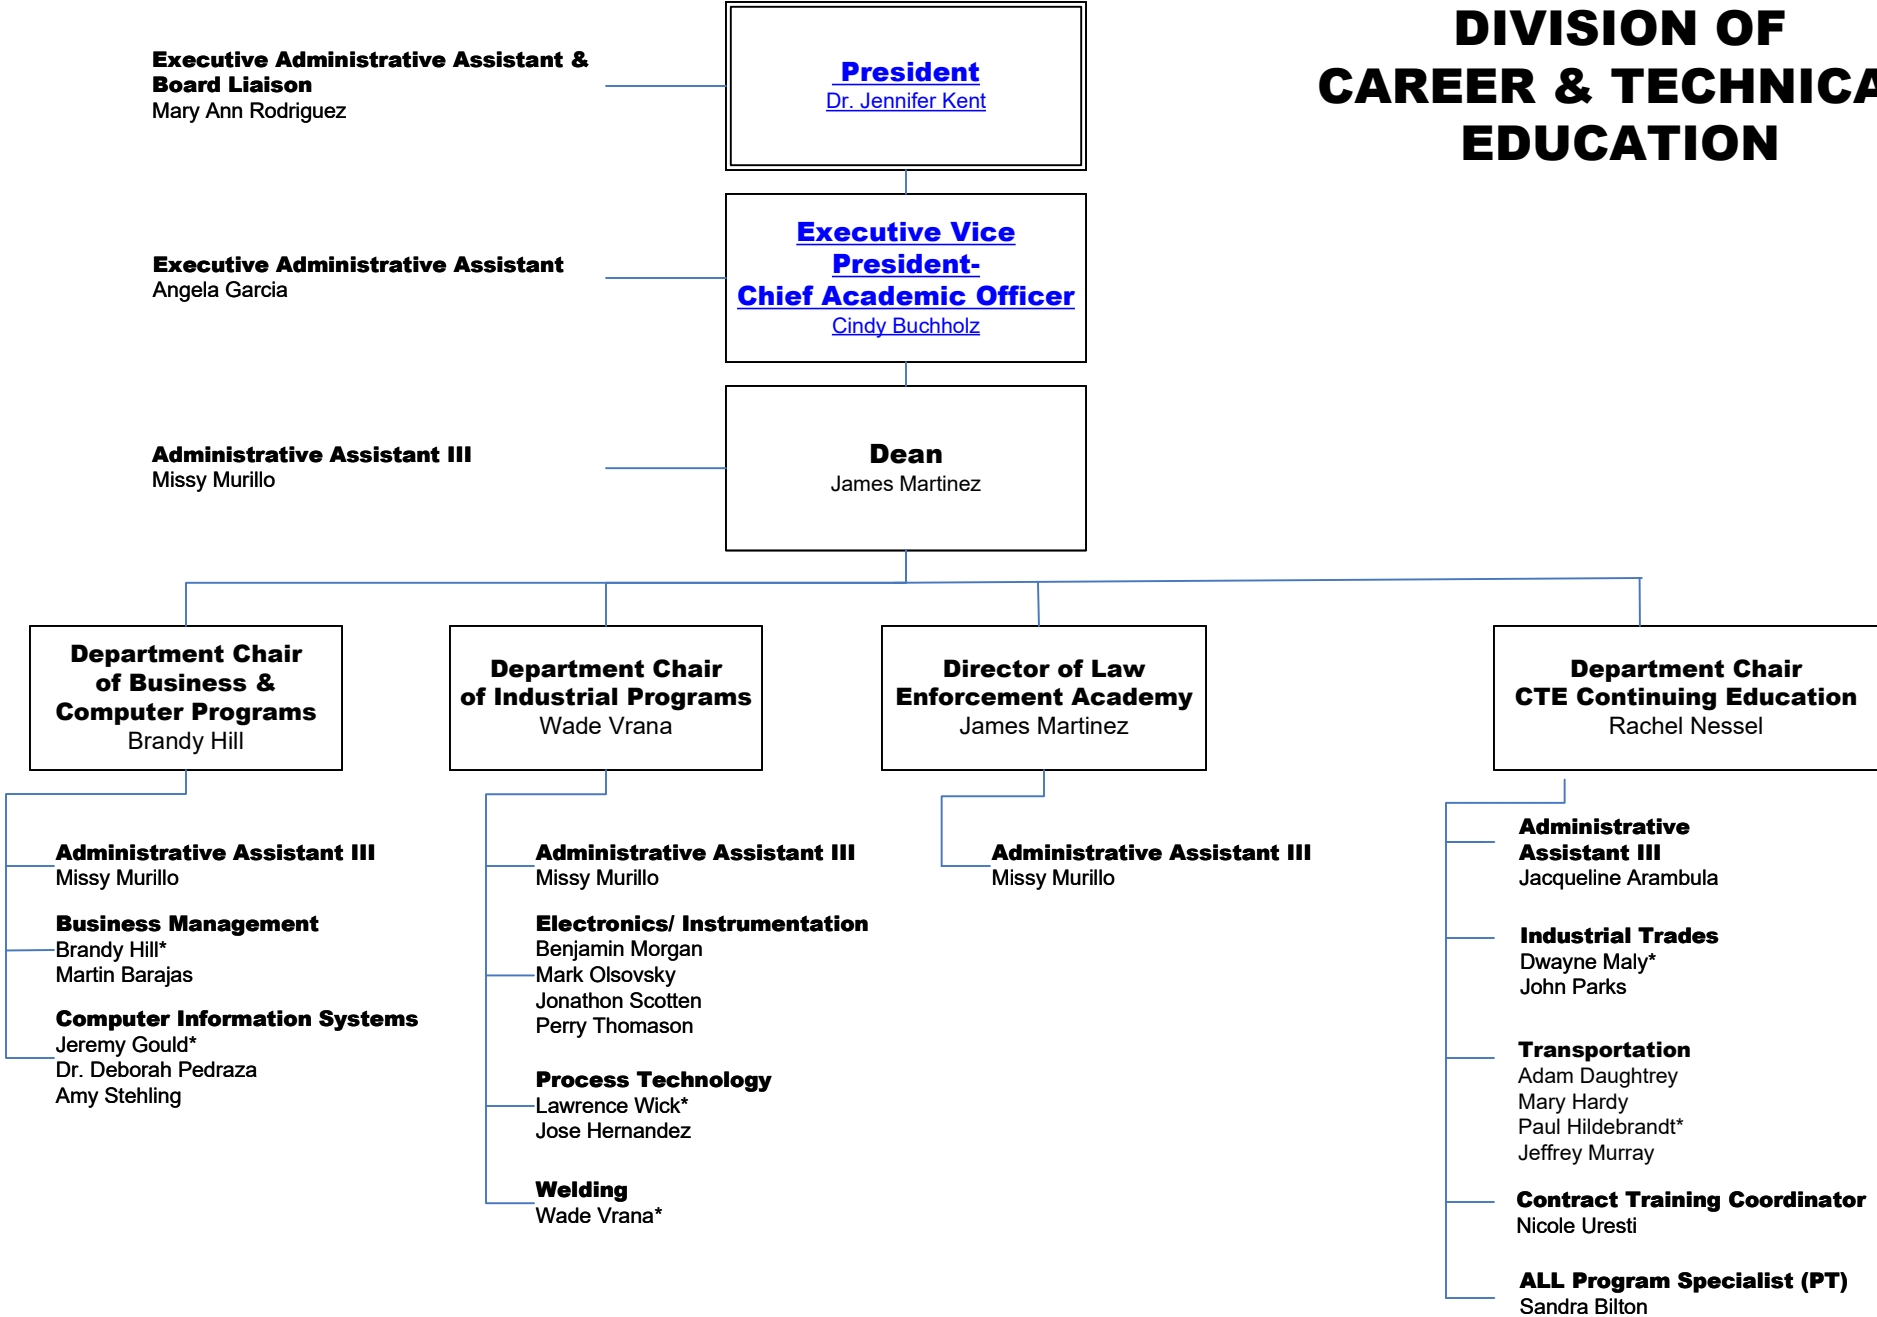 DIVISION OF
CAREER & TECHNICA
EDUCATION
Executive Administrative Assistant &
Board Liaison
Mary Ann Rodriguez
President
Dr. Jennifer Kent
Executive Administrative Assistant
Angela Garcia
Executive Vice
President-
Chief Academic Officer
Cindy Buchholz
Administrative Assistant III
Missy Murillo
Dean
James Martinez
Department Chair
of Business &
Computer Programs
Brandy Hill
Department Chair
of Industrial Programs
Wade Vrana
Director of Law
Enforcement Academy
James Martinez
Department Chair
CTE Continuing Education
Rachel Nessel
Administrative Assistant III
Missy Murillo
Business Management
Brandy Hill*
Martin Barajas
Computer Information Systems
Jeremy Gould*
Dr. Deborah Pedraza
Amy Stehling
Administrative Assistant III
Missy Murillo
Electronics/ Instrumentation
Benjamin Morgan
Mark Olsovsky
Jonathon Scotten
Perry Thomason
Process Technology
Lawrence Wick*
Jose Hernandez
Welding
Wade Vrana*
Administrative Assistant III
Missy Murillo
Administrative
Assistant III
Jacqueline Arambula
Industrial Trades
Dwayne Maly*
John Parks
Transportation
Adam Daughtrey
Mary Hardy
Paul Hildebrandt*
Jeffrey Murray
Contract Training Coordinator
Nicole Uresti
ALL Program Specialist (PT)
Sandra Bilton